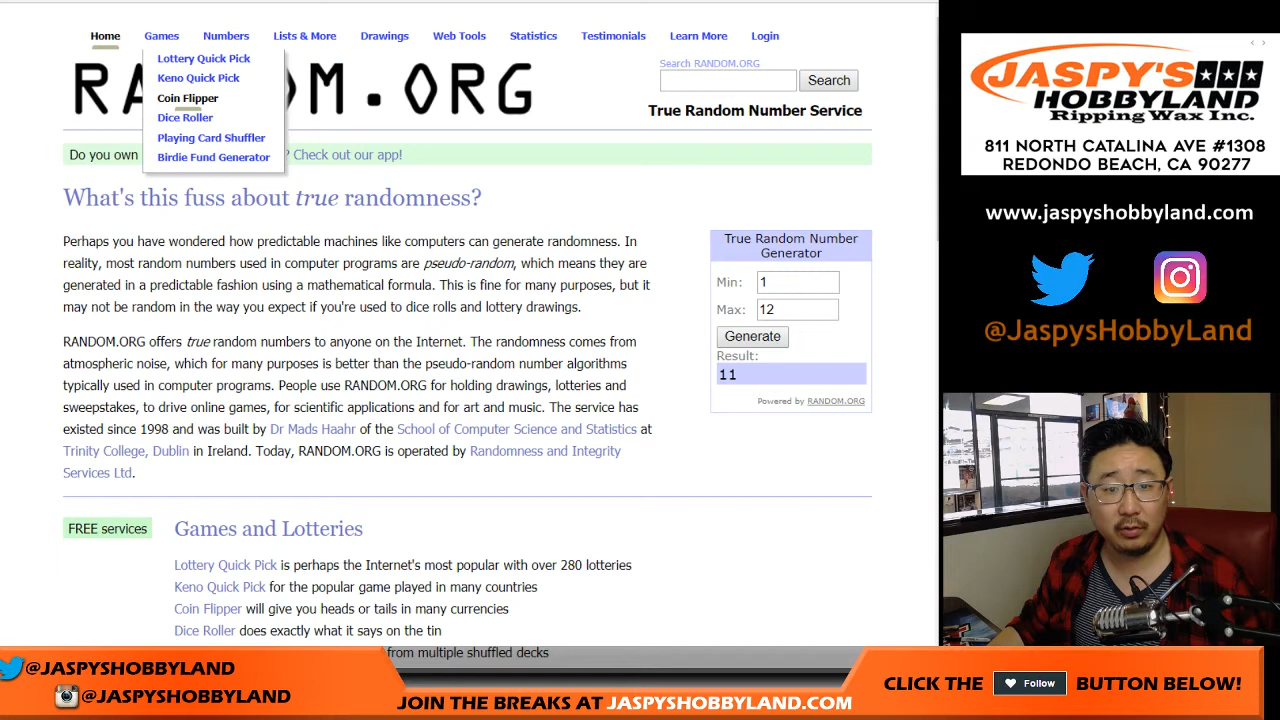 Home Games Numbers Lists & More Drawings Web Tools Statistics Testimonials Learn More Login
Lottery Quick Pick
Keno Quick Pick
Coin Flipper
Dice Roller
Playing Card Shuffler
Birdie Fund Generator
Search RANDOM.ORG
Search
True Random Number Service
Do you own ? Check out our app!
What's this fuss about true randomness?
Perhaps you have wondered how predictable machines like computers can generate randomness. In
reality, most random numbers used in computer programs are pseudo-random, which means they are
generated in a predictable fashion using a mathematical formula. This is fine for many purposes, but it
may not be random in the way you expect if you're used to dice rolls and lottery drawings.
RANDOM.ORG offers true random numbers to anyone on the Internet. The randomness comes from
atmospheric noise, which for many purposes is better than the pseudo-random number algorithms
typically used in computer programs. People use RANDOM.ORG for holding drawings, lotteries and
sweepstakes, to drive online games, for scientific applications and for art and music. The service has
existed since 1998 and was built by Dr Mads Haahr of the School of Computer Science and Statistics at
Trinity College, Dublin in Ireland. Today, RANDOM.ORG is operated by Randomness and Integrity
Services Ltd.
True Random Number
Generator
Min: 1
Max: 12
Generate
Result:
11
Powered by RANDOM.ORG
FREE services
Games and Lotteries
Lottery Quick Pick is perhaps the Internet's most popular with over 280 lotteries
Keno Quick Pick for the popular game played in many countries
Coin Flipper will give you heads or tails in many currencies
Dice Roller does exactly what it says on the tin
from multiple shuffled decks
JASPY'S
HOBBYLAND
Ripping Wax Inc.
811 NORTH CATALINA AVE #1308
REDONDO BEACH, CA 90277
www.jaspyshobbyland.com
@JaspysHobbyLand
@JASPYSHOBBYLAND
@JASPYSHOBBYLAND
JOIN THE BREAKS AT JASPYSHOBBYLAND.COM
CLICK THE Follow BUTTON BELOW!